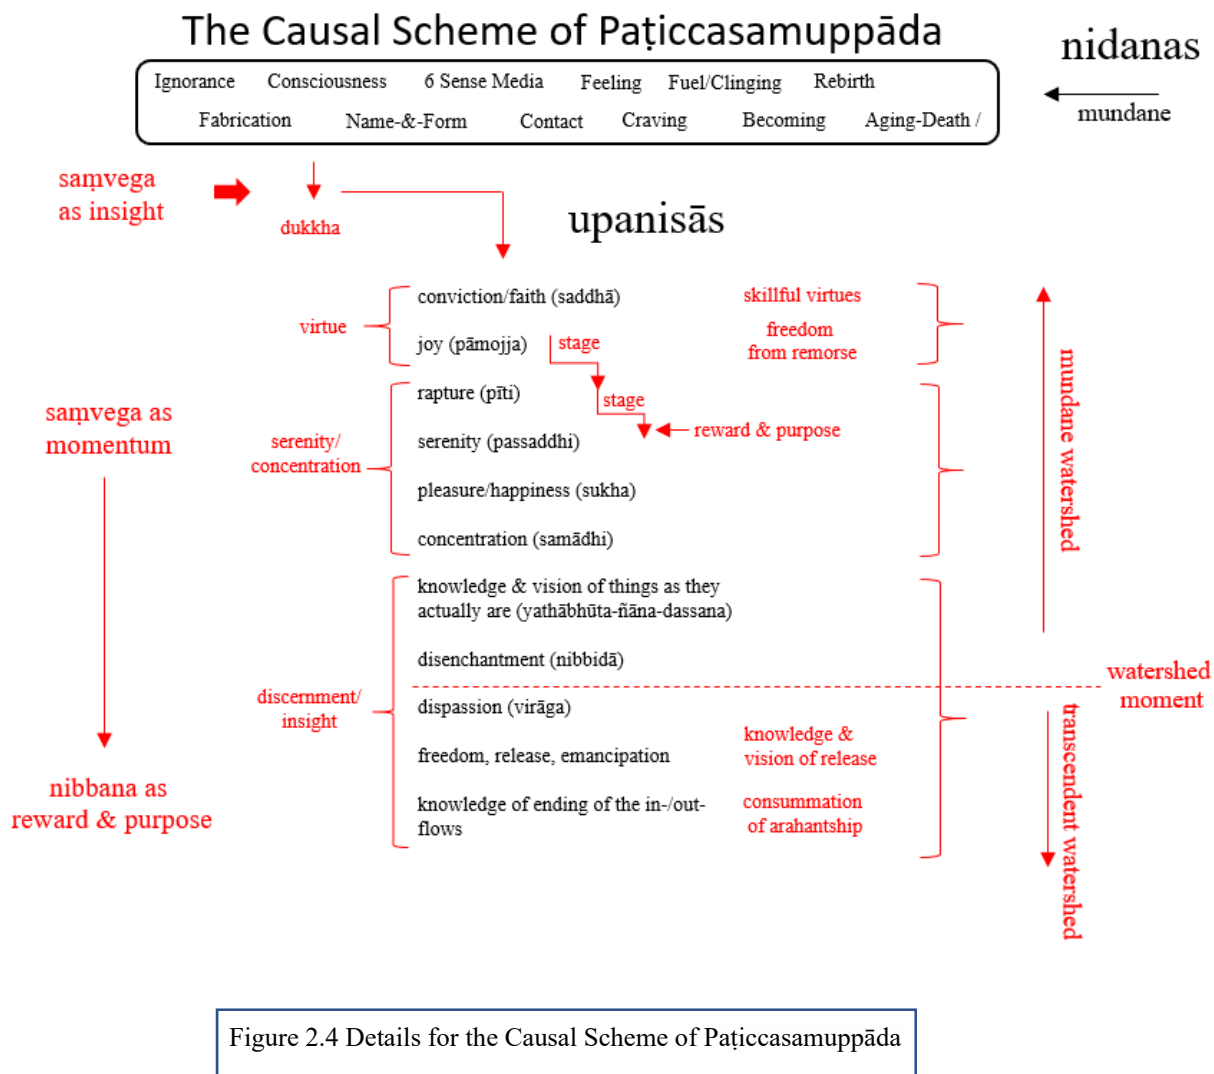 The Causal Scheme of Paṭiccasamuppāda
nidanas
mundane
Ignorance Consciousness 6 Sense Media Feeling Fuel/Clinging Rebirth
Fabrication Name-&-Form Contact Craving Becoming Aging-Death /
saṃvega
as insight
dukkha
upanisās
conviction/faith (saddhā)
skillful virtues
virtue
joy (pāmojja)
stage
freedom
from remorse
rapture (pīti)
stage
reward & purpose
saṃvega as
momentum
serenity/
concentration
serenity (passaddhi)
pleasure/happiness (sukha)
concentration (samādhi)
mundane watershed
knowledge & vision of things as they
actually are (yathābhūta-ñāna-dassana)
disenchantment (nibbidā)
watershed
moment
discernment/
insight
dispassion (virāga)
freedom, release, emancipation
knowledge &
vision of release
knowledge of ending of the in-/out-
flows
consummation
of arahantship
transcendent watershed
nibbana as
reward & purpose
Figure 2.4 Details for the Causal Scheme of Paṭiccasamuppāda